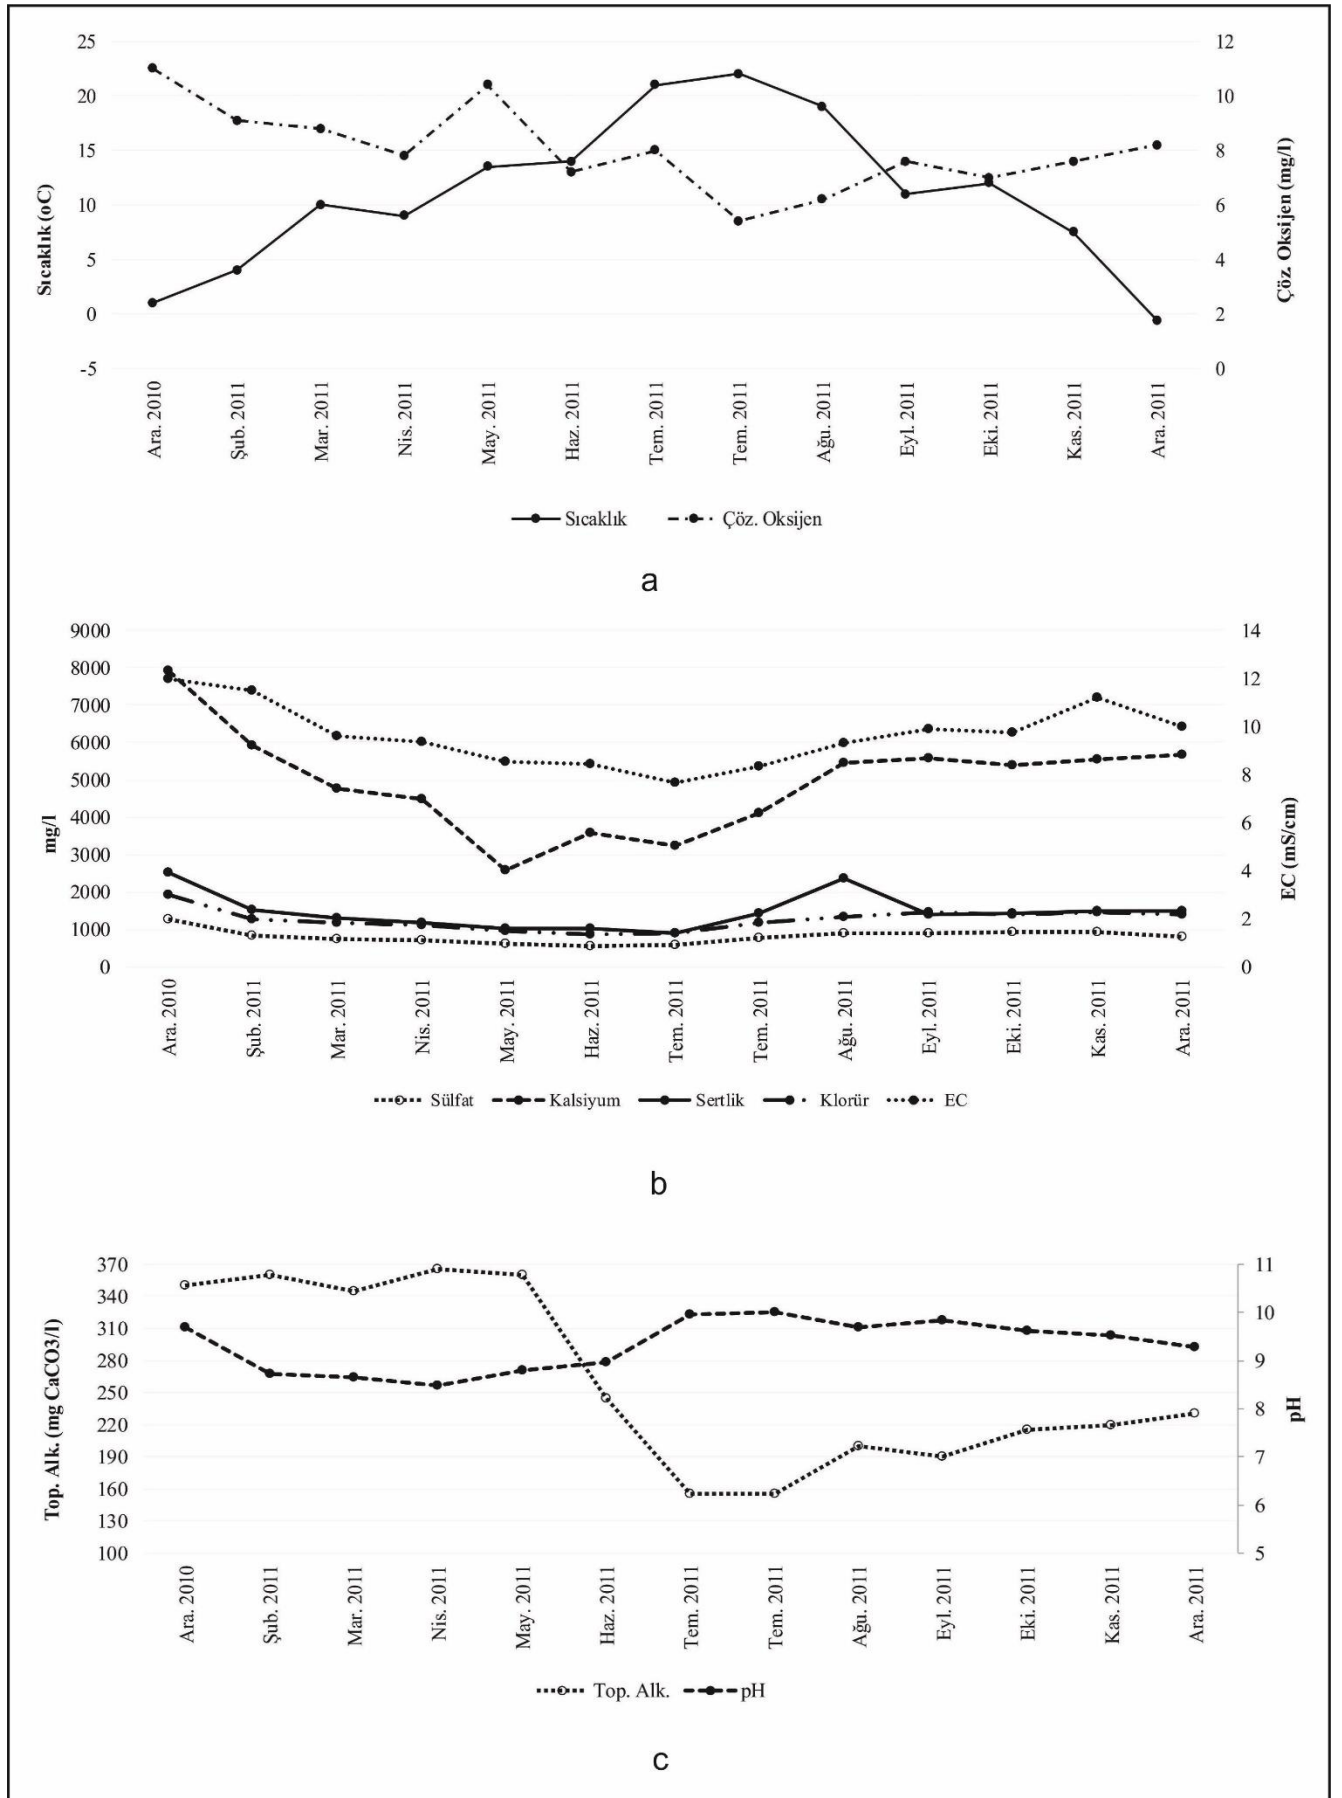 25
20
15
10
5
0
-5
Sıcaklık (oC)
12
10
8
6
4
2
0
Çöz. Oksijen (mg/l)
Ara. 2010
Şub. 2011
Mar. 2011
Nis. 2011
May. 2011
Haz. 2011
Tem. 2011
Tem. 2011
Ağu. 2011
Eyl. 2011
Eki. 2011
Kas. 2011
Ara. 2011
Sıcaklık
Çöz. Oksijen
a
9000
8000
7000
6000
5000
4000
3000
2000
1000
0
mg/l
14
12
10
8
6
4
2
0
EC (mS/cm)
Ara. 2010
Şub. 2011
Mar. 2011
Nis. 2011
May. 2011
Haz. 2011
Tem. 2011
Tem. 2011
Ağu. 2011
Eyl. 2011
Eki. 2011
Kas. 2011
Ara. 2011
Sülfat
Kalsiyum
Sertlik
Klorür
EC
b
370
340
310
280
250
220
190
160
130
100
Top. Alk. (mg CaCO3/l)
11
10
9
8
7
6
5
pH
Ara. 2010
Şub. 2011
Mar. 2011
Nis. 2011
May. 2011
Haz. 2011
Tem. 2011
Tem. 2011
Ağu. 2011
Eyl. 2011
Eki. 2011
Kas. 2011
Ara. 2011
Top. Alk.
pH
c